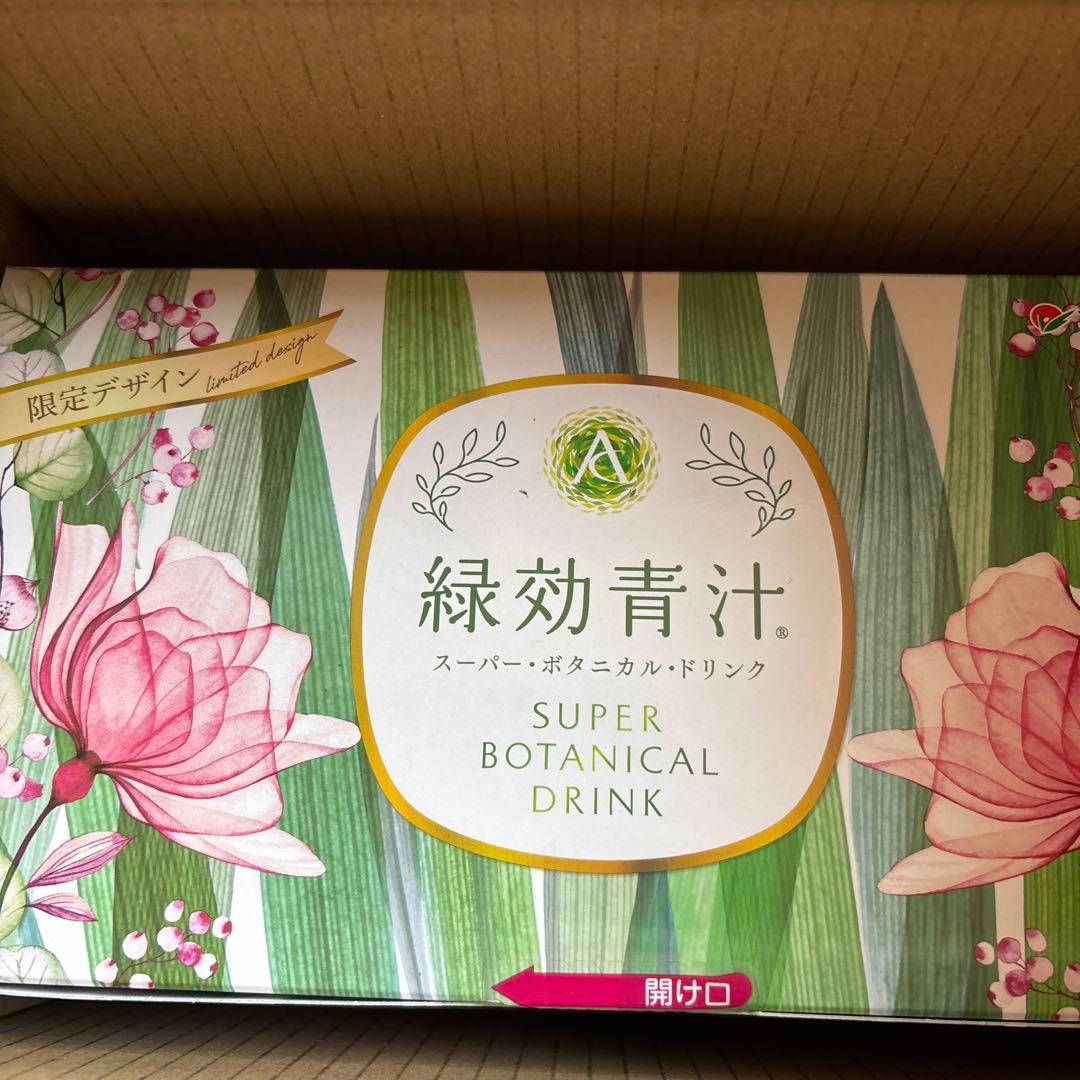 限定デザイン limited design
AC
緑効青汁®
スーパー・ボタニカル・ドリンク
SUPER
BOTANICAL
DRINK
開け口